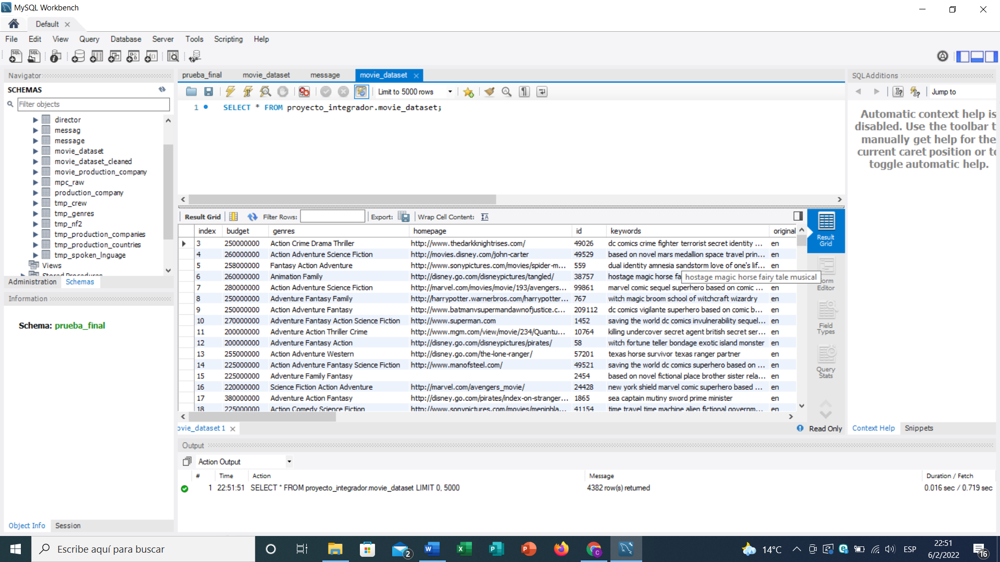 MySQL Workbench
Default
File Edit View Query Database Server Tools Scripting Help
Navigator
SCHEMAS
Filter objects
director
messag
message
movie_dataset
movie_dataset_cleaned
movie_production_company
mpc_raw
production_company
tmp_crew
tmp_genres
tmp_nf2
tmp_production_companies
tmp_production_countries
tmp_spoken_lnguage
Views
Stored Procedures
Administration Schemas
Information
Schema: prueba_final
Object Info Session
prueba_final movie_dataset message movie_dataset
Limit to 5000 rows
1 SELECT * FROM proyecto_integrador.movie_dataset;
Result Grid Filter Rows: Export: Wrap Cell Content:
index budget genres homepage id keywords original
3 250000000 Action Crime Drama Thriller http://www.thedarkknightrises.com/ 49026 dc comics crime fighter terrorist secret identity ... en
4 260000000 Action Adventure Science Fiction http://movies.disney.com/john-carter 49529 based on novel mars medallion space travel prin... en
5 258000000 Fantasy Action Adventure http://www.sonypictures.com/movies/spider-m... 559 dual identity amnesia sandstorm love of one's lif... en
6 260000000 Animation Family http://disney.go.com/disneypictures/tangled/ 38757 hostage magic horse fa
hostage magic horse fairy tale musical
7 280000000 Action Adventure Science Fiction http://marvel.com/movies/movie/193/avengers... 99861 marvel comic sequel superhero based on comic ... en
8 250000000 Adventure Fantasy Family http://harrypotter.warnerbros.com/harrypotter... 767 witch magic broom school of witchcraft wizardry en
9 250000000 Action Adventure Fantasy http://www.batmanvsupermandawnofjustice.c... 209112 dc comics vigilante superhero based on comic b... en
10 270000000 Adventure Fantasy Action Science Fiction http://www.superman.com 1452 saving the world dc comics invulnerability sequel... en
11 200000000 Adventure Action Thriller Crime http://www.mgm.com/view/movie/234/Quantu... 10764 killing undercover secret agent british secret ser... en
12 200000000 Adventure Fantasy Action http://disney.go.com/disneypictures/pirates/ 58 witch fortune teller bondage exotic island monster en
13 255000000 Action Adventure Western http://disney.go.com/the-lone-ranger/ 57201 texas horse survivor texas ranger partner en
14 225000000 Action Adventure Fantasy Science Fiction http://www.manofsteel.com/ 49521 saving the world dc comics superhero based on ... en
15 225000000 Adventure Family Fantasy 2454 based on novel fictional place brother sister rela... en
16 220000000 Science Fiction Action Adventure http://marvel.com/avengers_movie/ 24428 new york shield marvel comic superhero based ... en
17 380000000 Adventure Action Fantasy http://disney.go.com/pirates/index-on-stranger... 1865 sea captain mutiny sword prime minister en
18 225000000 Action Comedy Science Fiction http://www.sonypictures.com/movies/meninbla... 41154 time travel time machine alien fictional governm... en
Result
Grid
orm
Editor
Field
Types
Query
Stats
ovie_dataset 1
Read Only
SQLAdditions
Jump to
Automatic context help is
disabled. Use the toolbar t
manually get help for the
current caret position or to
toggle automatic help.
Context Help Snippets
Output
Action Output
# Time Action Message Duration / Fetch
1 22:51:51 SELECT * FROM proyecto_integrador.movie_dataset LIMIT 0, 5000 4382 row(s) returned 0.016 sec / 0.719 sec
Escribe aquí para buscar
2
14°C
ESP
22:51
6/2/2022
16